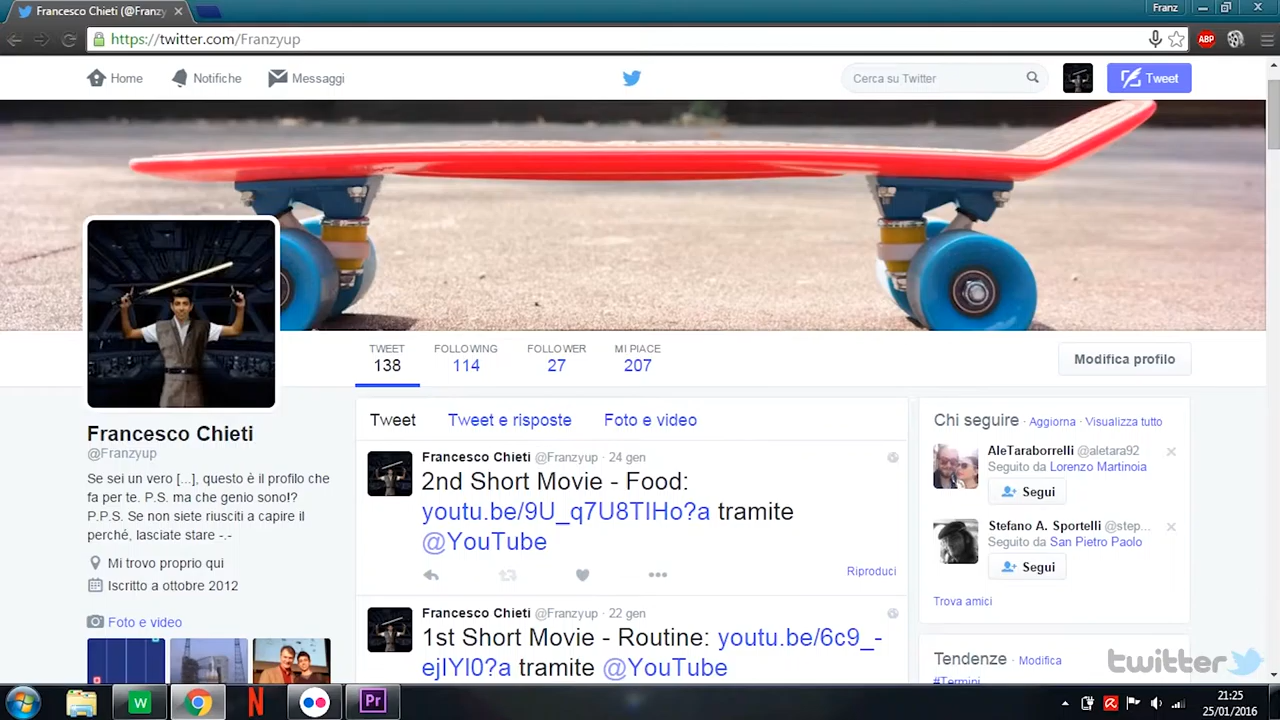 Francesco Chieti (@Franzy
Franz
https://twitter.com/Franzyup
ABP
Home
Notifiche
Messaggi
Cerca su Twitter
Tweet
TWEET
138
FOLLOWING
114
FOLLOWER
27
MI PIACE
207
Modifica profilo
Francesco Chieti
@Franzyup
Se sei un vero [...], questo è il profilo che
fa per te. P.S. ma che genio sono!?
P.P.S. Se non siete riusciti a capire il
perché, lasciate stare -.-
Mi trovo proprio qui
Iscritto a ottobre 2012
Foto e video
Tweet
Tweet e risposte
Foto e video
Francesco Chieti @Franzyup · 24 gen
2nd Short Movie - Food:
youtu.be/9U_q7U8TIHo?a tramite
@YouTube
Riproduci
Francesco Chieti @Franzyup · 22 gen
1st Short Movie - Routine: youtu.be/6c9_-
ejIYI0?a tramite @YouTube
Chi seguire · Aggiorna · Visualizza tutto
AleTaraborrelli @aletara92
Seguito da Lorenzo Martinoia
Segui
Stefano A. Sportelli @step...
Seguito da San Pietro Paolo
Segui
Trova amici
Tendenze · Modifica
#Termini
twitter
W
N
Pr
21:25
25/01/2016